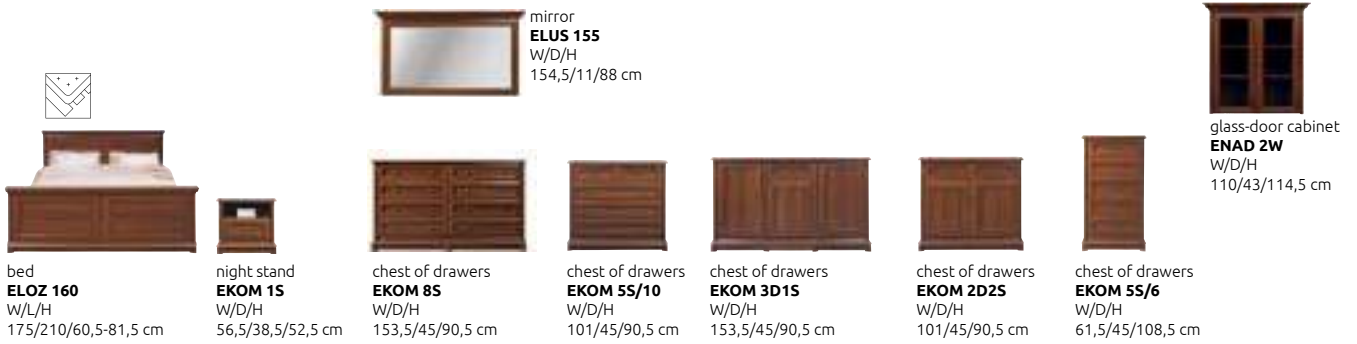 mirror
ELUS 155
W/D/H
154,5/11/88 cm
glass-door cabinet
ENAD 2W
W/D/H
110/43/114,5 cm
bed
ELOZ 160
W/L/H
175/210/60,5-81,5 cm
night stand
EKOM 1S
W/D/H
56,5/38,5/52,5 cm
chest of drawers
EKOM 8S
W/D/H
153,5/45/90,5 cm
chest of drawers
EKOM 5S/10
W/D/H
101/45/90,5 cm
chest of drawers
EKOM 3D1S
W/D/H
153,5/45/90,5 cm
chest of drawers
EKOM 2D2S
W/D/H
101/45/90,5 cm
chest of drawers
EKOM 5S/6
W/D/H
61,5/45/108,5 cm